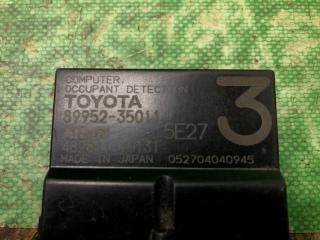 COMPUTER,
OCCUPANT DETECTION
TOYOTA
89952-35011
5E27
3
MADE IN JAPAN 052704040945